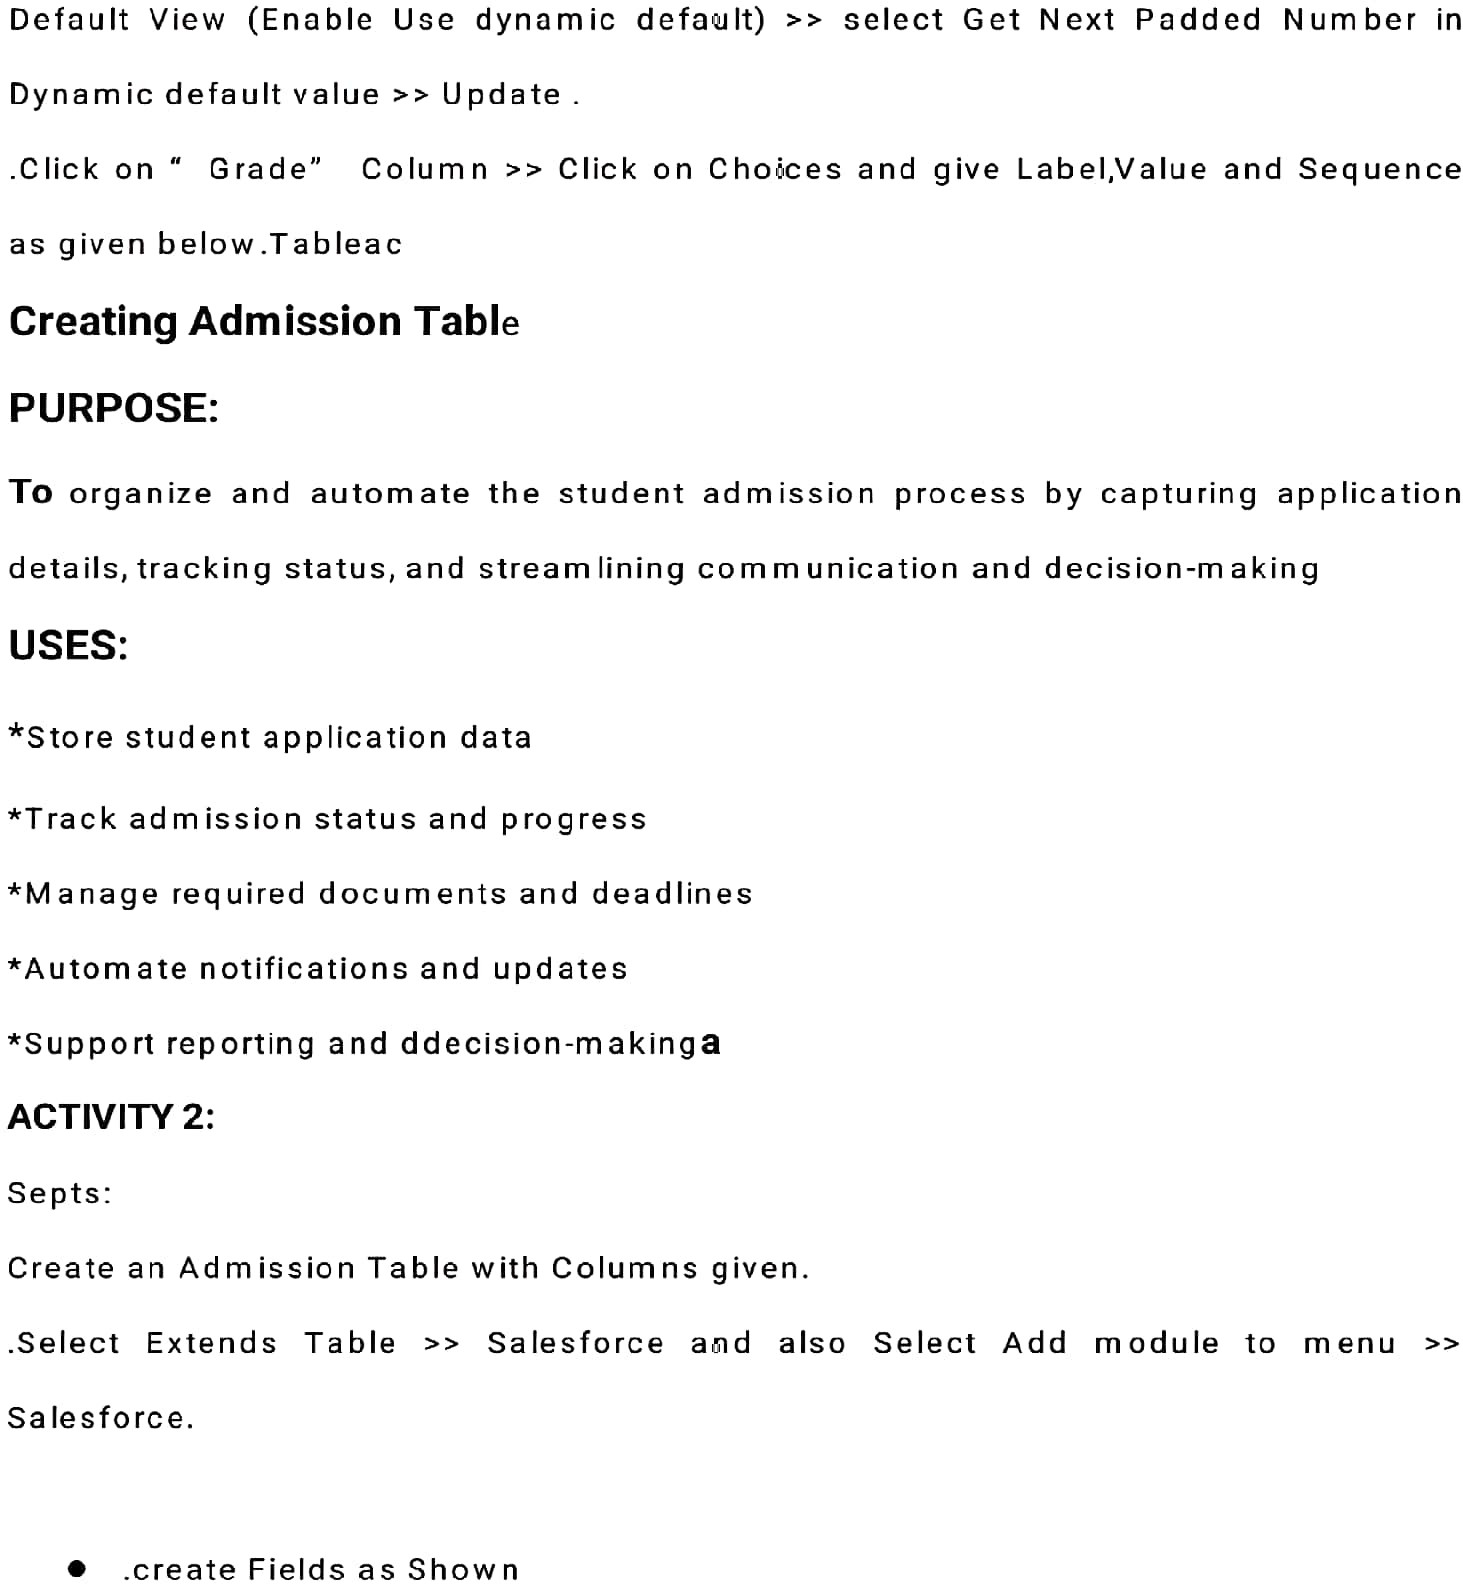 Default View (Enable Use dynamic default) >> select Get Next Padded Number in
Dynamic default value >> Update .
.Click on “ Grade” Column >> Click on Choices and give Label,Value and Sequence
as given below.Tableac
Creating Admission Table
PURPOSE:
To organize and automate the student admission process by capturing application
details, tracking status, and streamlining communication and decision-making
USES:
*Store student application data
*Track admission status and progress
*Manage required documents and deadlines
*Automate notifications and updates
*Support reporting and ddecision-makinga
ACTIVITY 2:
Septs:
Create an Admission Table with Columns given.
.Select Extends Table >> Salesforce and also Select Add module to menu >>
Salesforce.
● .create Fields as Shown